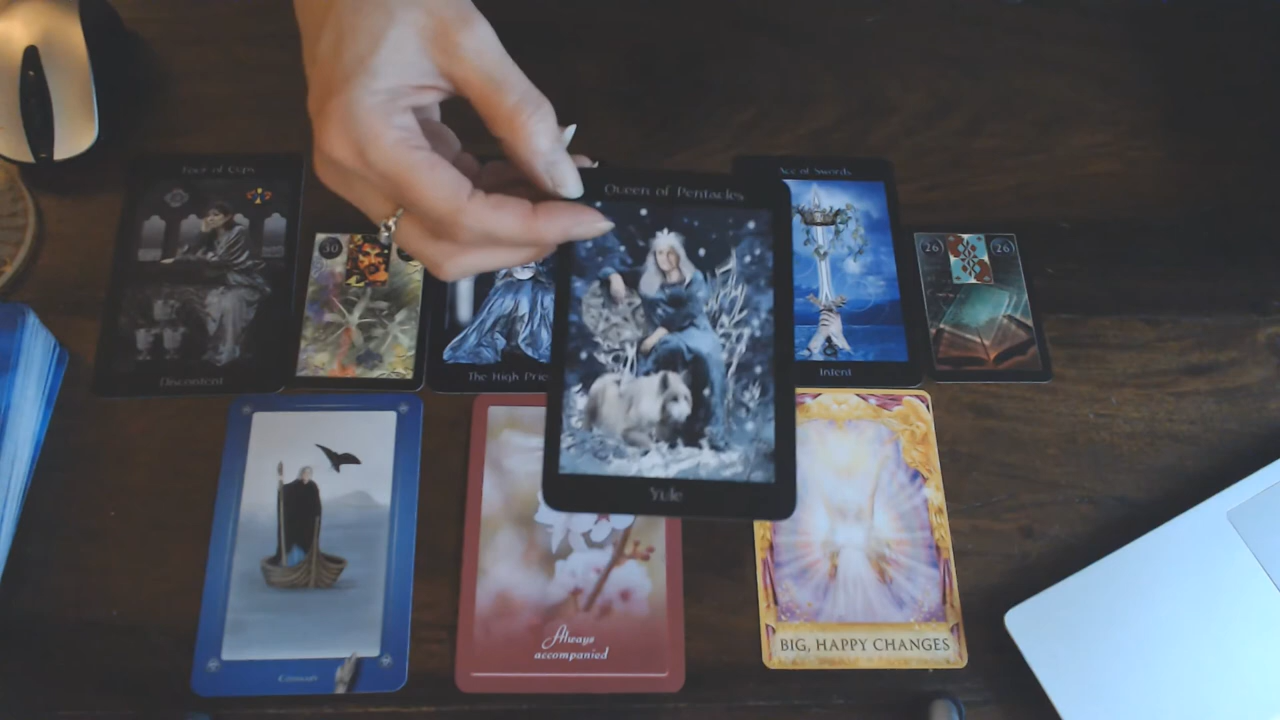 Four of Cups
Queen of Pentacles
Ace of Swords
30
26
26
Discontent
The High Prie
Intent
Yule
Always
accompanied
BIG, HAPPY CHANGES